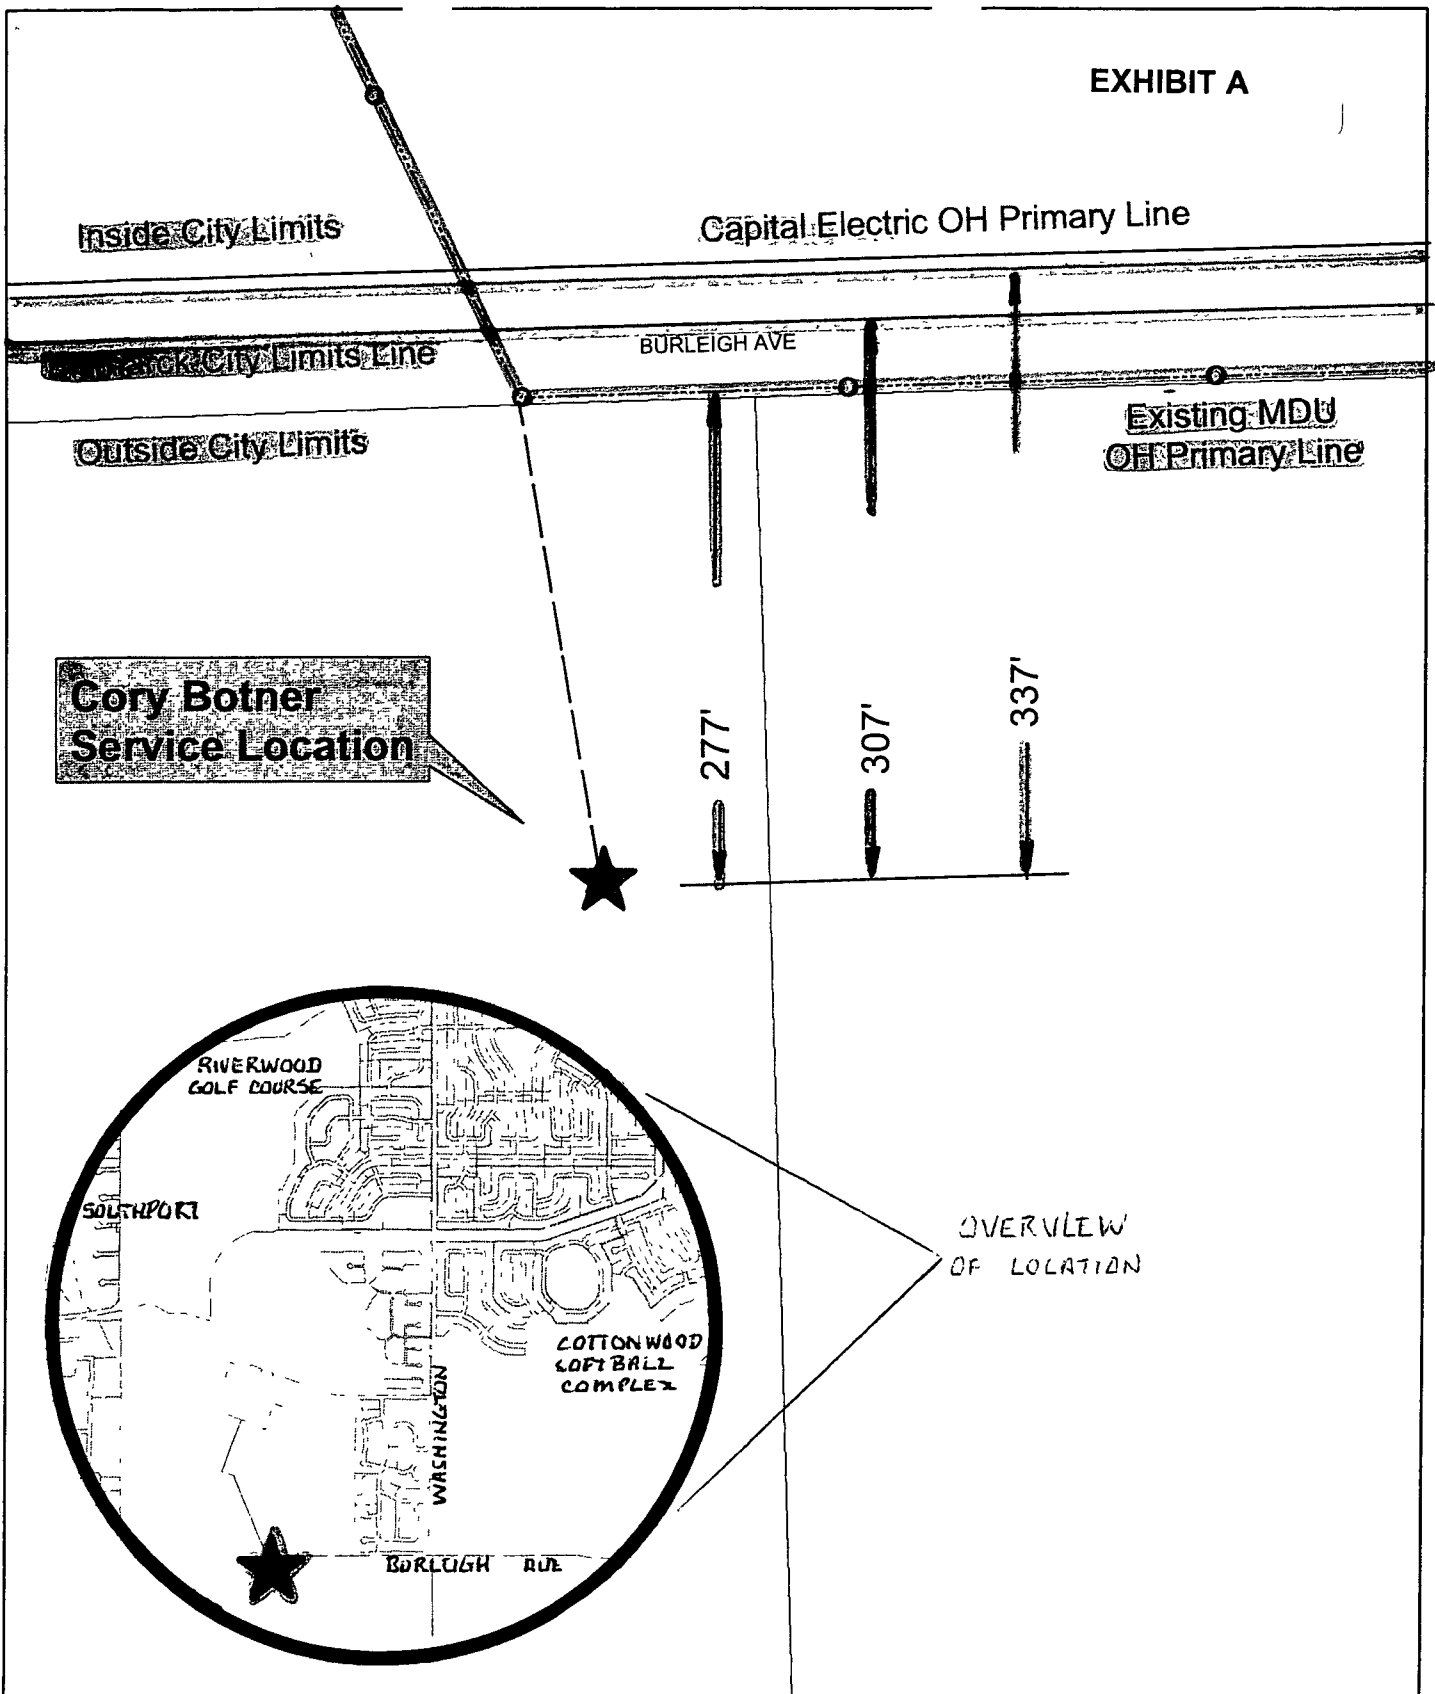 EXHIBIT A
Inside City Limits
Capital Electric OH Primary Line
City Limits Line
BURLEIGH AVE
Outside City Limits
Existing MDU
OH Primary Line
Cory Botner
Service Location
277'
307'
337'
RIVERWOOD
GOLF COURSE
SOUTHPORT
OVERVIEW
OF LOCATION
COTTONWOOD
SOFTBALL
COMPLEX
WASHINGTON
BURLEIGH AVE